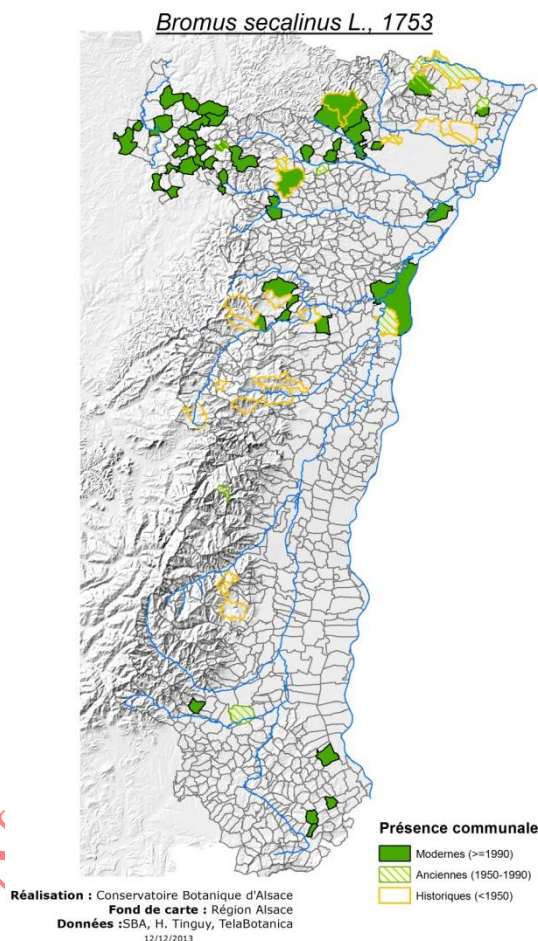 Bromus secalinus L., 1753
Présence communale
Modernes (>=1990)
Anciennes (1950-1990)
Historiques (<1950)
Réalisation : Conservatoire Botanique d'Alsace
Fond de carte : Région Alsace
Données :SBA, H. Tinguy, TelaBotanica
12/12/2013